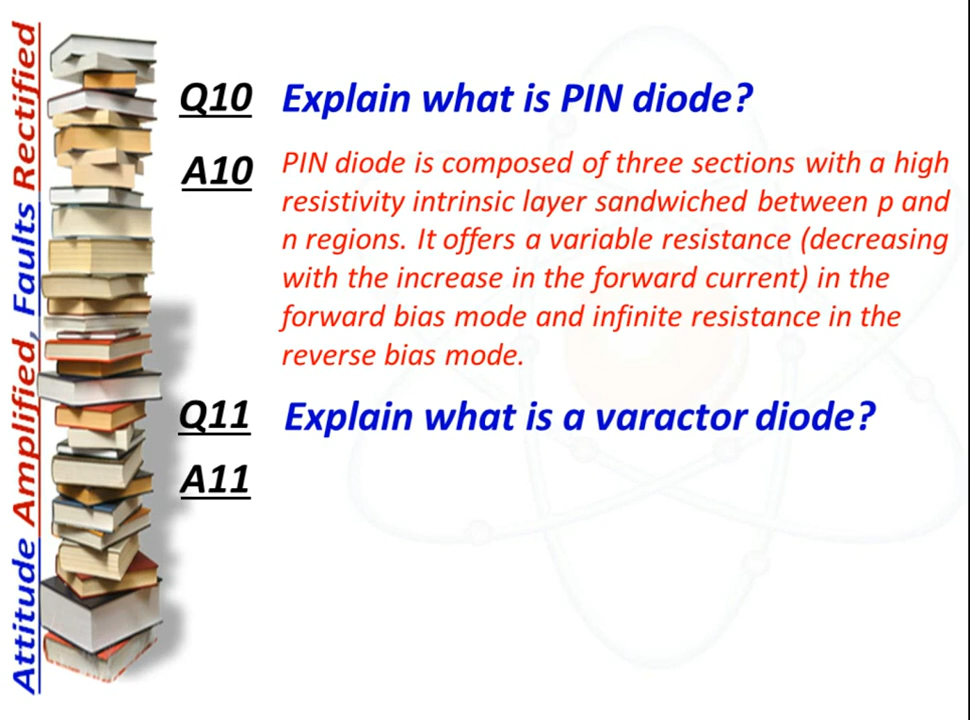 Attitude Amplified, Faults Rectified
Q10 Explain what is PIN diode?
A10 PIN diode is composed of three sections with a high
resistivity intrinsic layer sandwiched between p and
n regions. It offers a variable resistance (decreasing
with the increase in the forward current) in the
forward bias mode and infinite resistance in the
reverse bias mode.
Q11 Explain what is a varactor diode?
A11